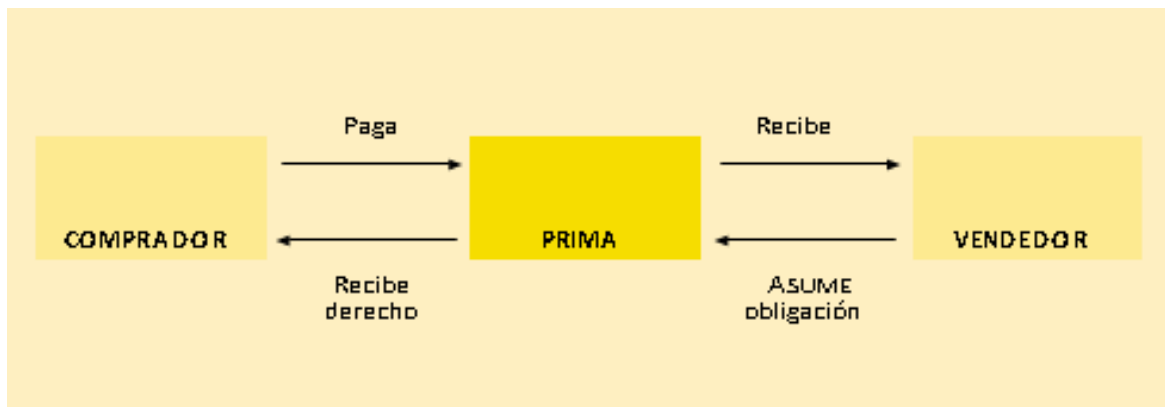 Paga
Recibe
COMPRADOR
PRIMA
VENDEDOR
Recibe
derecho
ASUME
obligación